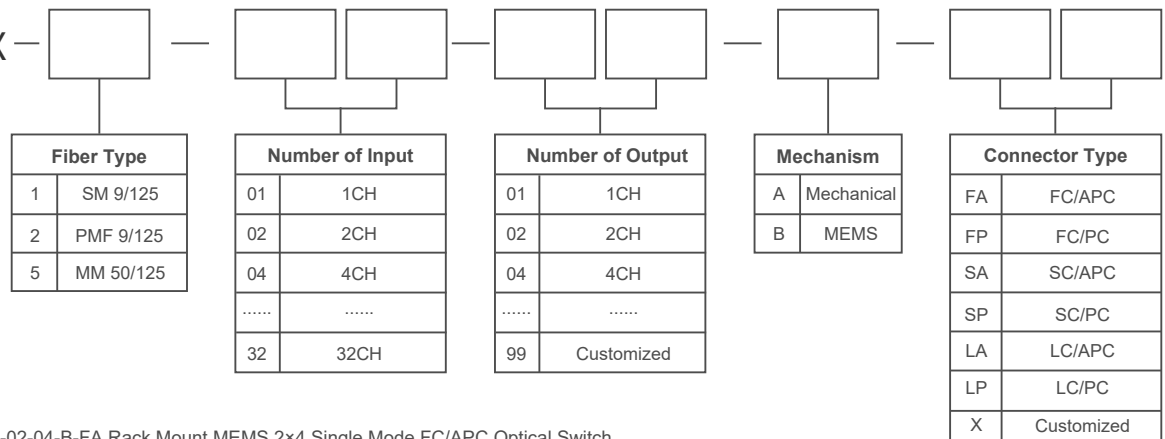 Fiber Type
1 SM 9/125
2 PMF 9/125
5 MM 50/125
Number of Input
01 1CH
02 2CH
04 4CH
...... ......
32 32CH
Number of Output
01 1CH
02 2CH
04 4CH
...... ......
99 Customized
Mechanism
A Mechanical
B MEMS
Connector Type
FA FC/APC
FP FC/PC
SA SC/APC
SP SC/PC
LA LC/APC
LP LC/PC
X Customized
-02-04-B-FA Rack Mount MEMS 2×4 Single Mode FC/APC Optical Switch